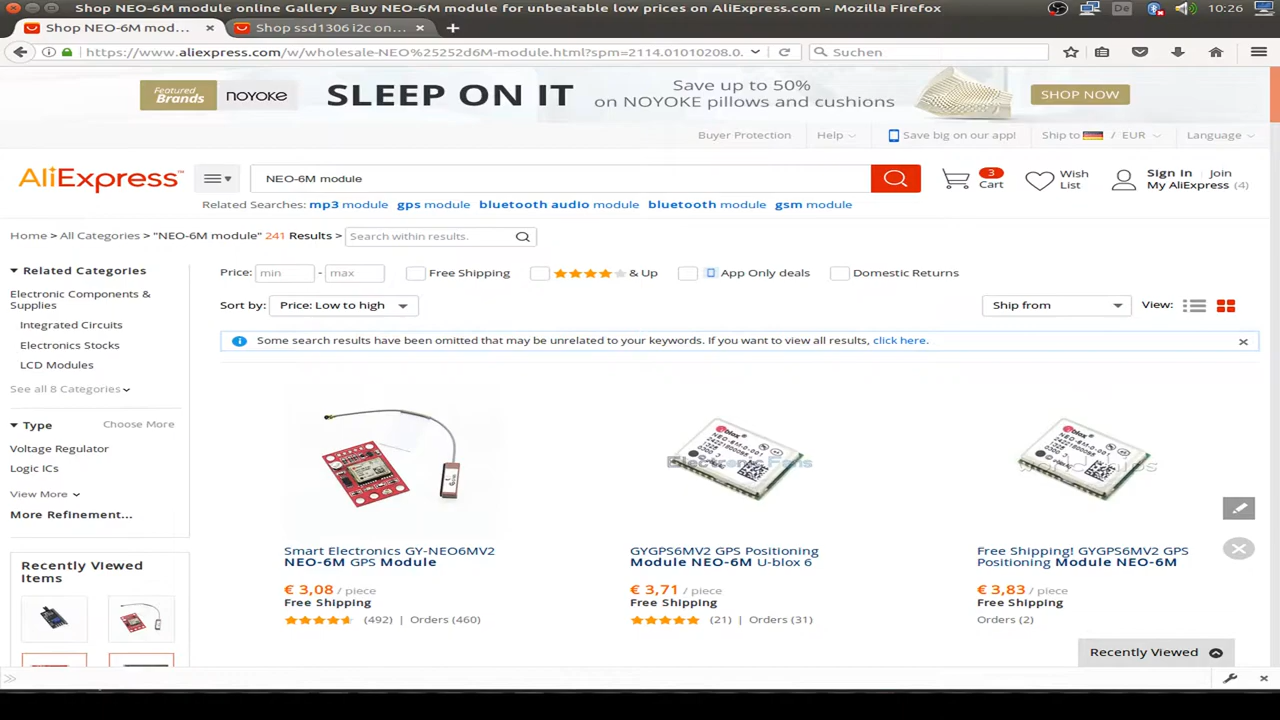 Shop NEO-6M module online Gallery - Buy NEO-6M module for unbeatable low prices on AliExpress.com - Mozilla Firefox
De
10:26
Shop NEO-6M mod... ×
Shop ssd1306 i2c on... ×
https://www.aliexpress.com/w/wholesale-NEO%25252d6M-module.html?spm=2114.01010208.0.
Suchen
Featured Brands
NOYOKE
SLEEP ON IT
Save up to 50%
on NOYOKE pillows and cushions
SHOP NOW
Buyer Protection
Help
Save big on our app!
Ship to / EUR
Language
AliExpress™
NEO-6M module
3
Cart
Wish List
Sign In Join
My AliExpress (4)
Related Searches: mp3 module gps module bluetooth audio module bluetooth module gsm module
Home > All Categories > "NEO-6M module" 241 Results >
Search within results.
Related Categories
Electronic Components & Supplies
Integrated Circuits
Electronics Stocks
LCD Modules
See all 8 Categories
Type
Choose More
Voltage Regulator
Logic ICs
View More
More Refinement...
Recently Viewed Items
Price: min - max
Free Shipping
& Up
App Only deals
Domestic Returns
Sort by: Price: Low to high
Ship from
View:
Some search results have been omitted that may be unrelated to your keywords. If you want to view all results, click here.
Smart Electronics GY-NEO6MV2
NEO-6M GPS Module
€ 3,08 / piece
Free Shipping
(492) | Orders (460)
Electronic Fans
GYGPS6MV2 GPS Positioning
Module NEO-6M U-blox 6
€ 3,71 / piece
Free Shipping
(21) | Orders (31)
Free Shipping! GYGPS6MV2 GPS
Positioning Module NEO-6M
€ 3,83 / piece
Free Shipping
Orders (2)
Recently Viewed